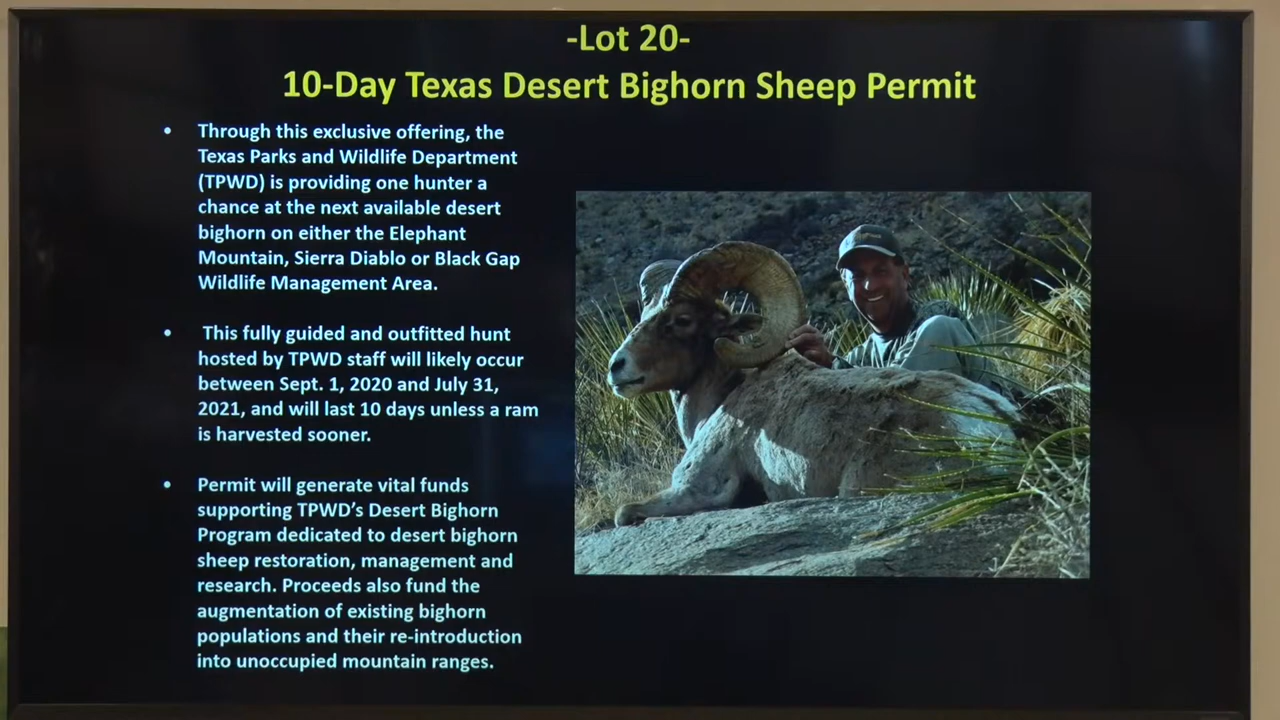 -Lot 20-
10-Day Texas Desert Bighorn Sheep Permit
• Through this exclusive offering, the
Texas Parks and Wildlife Department
(TPWD) is providing one hunter a
chance at the next available desert
bighorn on either the Elephant
Mountain, Sierra Diablo or Black Gap
Wildlife Management Area.
• This fully guided and outfitted hunt
hosted by TPWD staff will likely occur
between Sept. 1, 2020 and July 31,
2021, and will last 10 days unless a ram
is harvested sooner.
• Permit will generate vital funds
supporting TPWD's Desert Bighorn
Program dedicated to desert bighorn
sheep restoration, management and
research. Proceeds also fund the
augmentation of existing bighorn
populations and their re-introduction
into unoccupied mountain ranges.